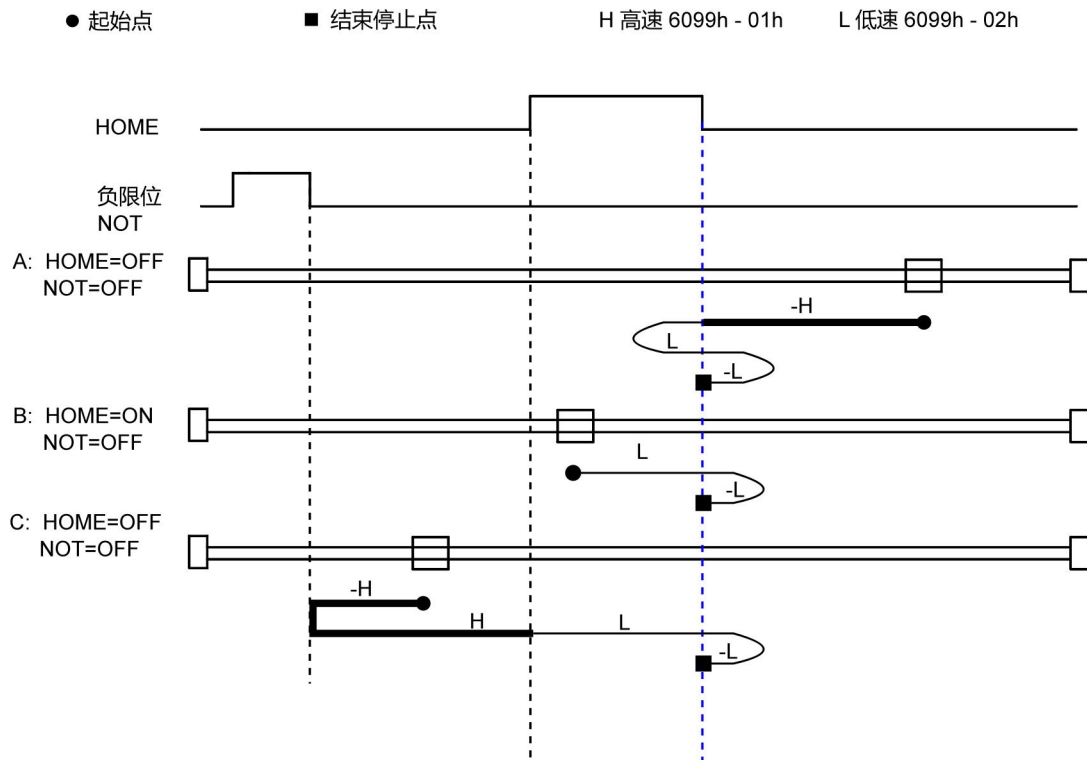 ● 起始点 ■ 结束停止点 H 高速 6099h - 01h L 低速 6099h - 02h
HOME
负限位
NOT
A: HOME=OFF
NOT=OFF
-H
L
-L
B: HOME=ON
NOT=OFF
L
-L
C: HOME=OFF
NOT=OFF
-H
H L
-L